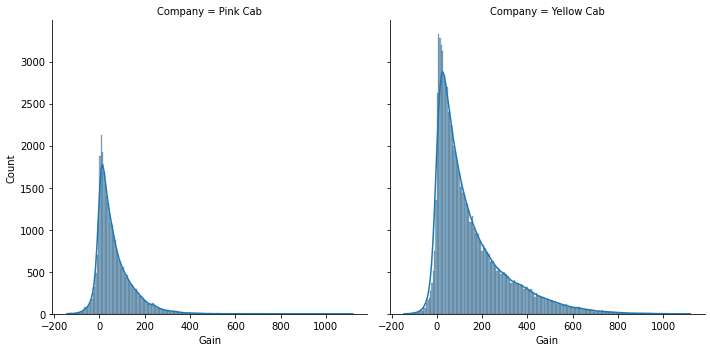 Company = Pink Cab
Company = Yellow Cab
Count
3000
2500
2000
1500
1000
500
0
−200 0 200 400 600 800 1000
−200 0 200 400 600 800 1000
Gain
Gain